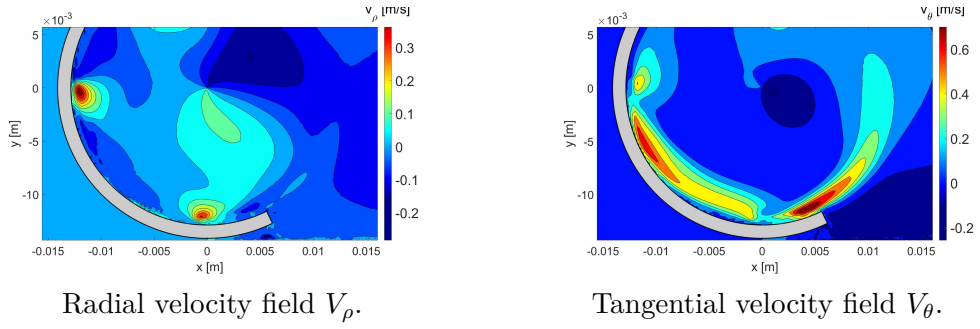 V_ρ [m/s]
×10⁻³
5
0
-5
-10
y [m]
-0.015 -0.01 -0.005 0 0.005 0.01 0.015
x [m]
0.3
0.2
0.1
0
-0.1
-0.2
Radial velocity field V_ρ.
V_θ [m/s]
×10⁻³
5
0
-5
-10
y [m]
-0.015 -0.01 -0.005 0 0.005 0.01 0.015
x [m]
0.6
0.4
0.2
0
-0.2
Tangential velocity field V_θ.